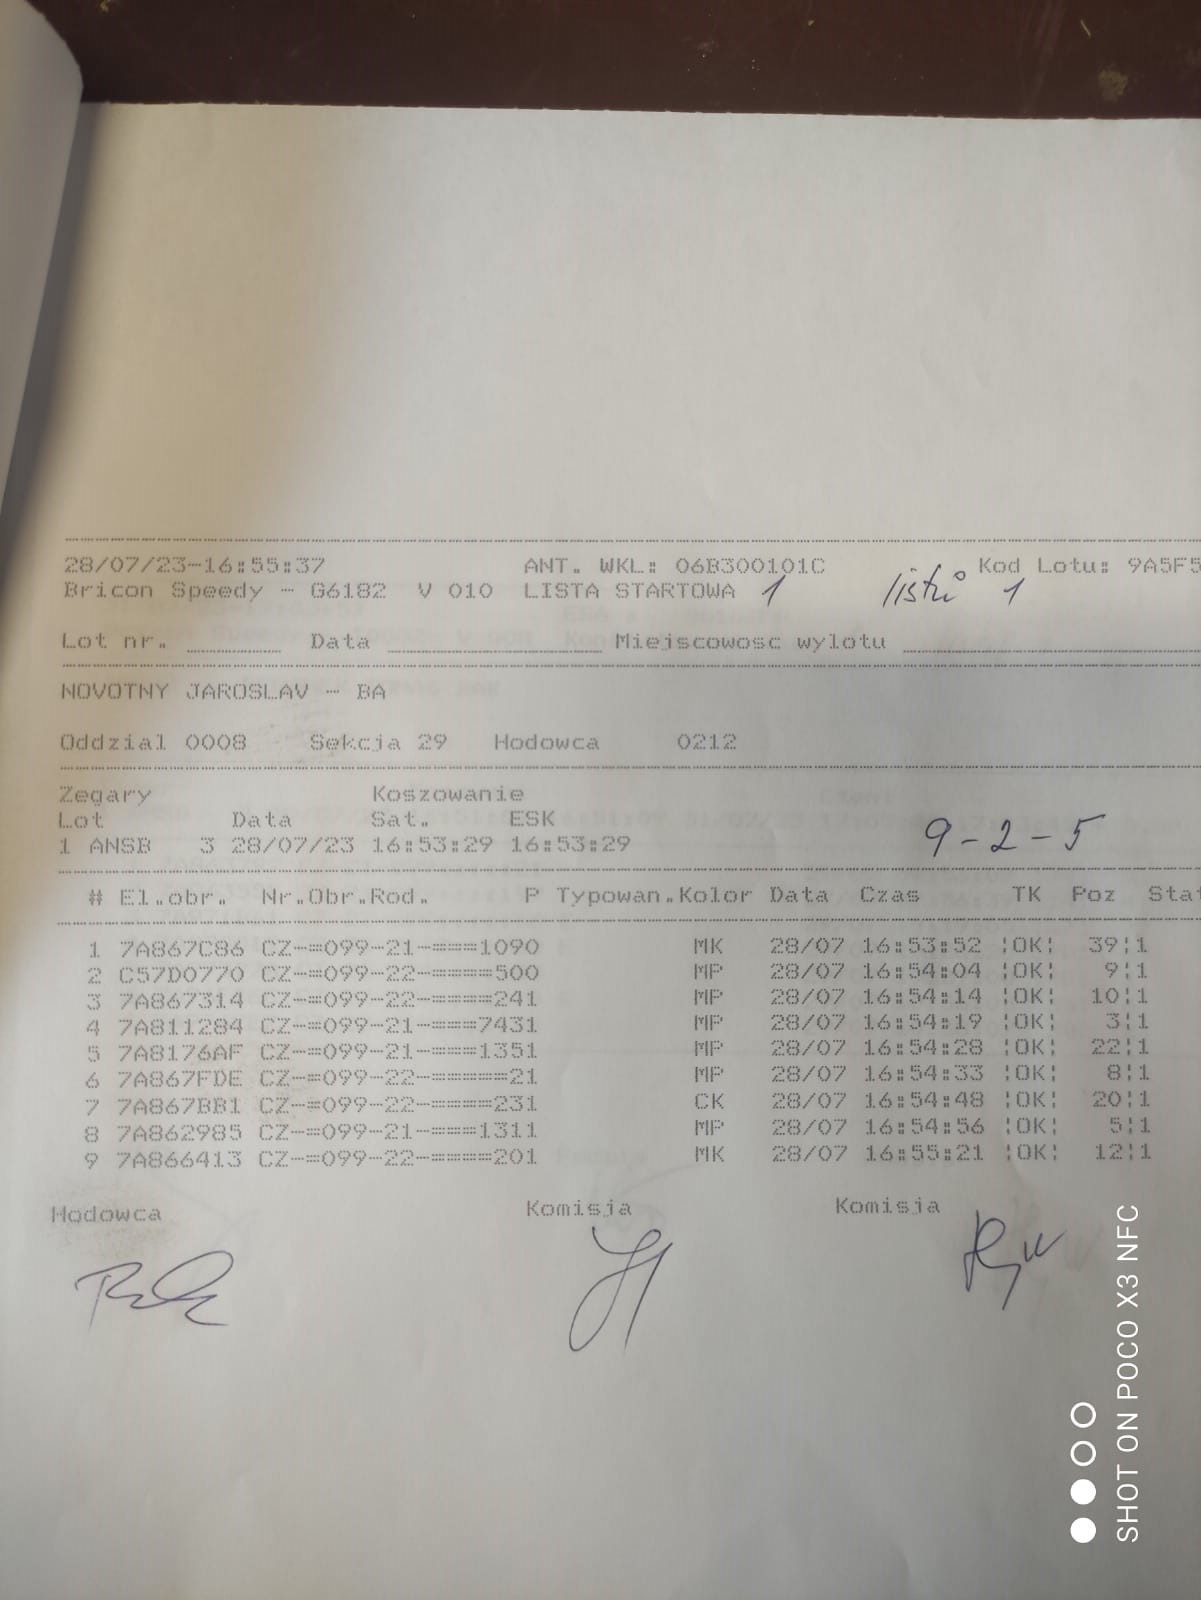 28/07/23-16:55:37 ANT. WKL: 06B300101C Kod Lotu: 9A5F5
Bricon Speedy - G6182 V 010 LISTA STARTOWA 1 listů 1
Lot nr. Data Miejscowosc wylotu
NOVOTNY JAROSLAV - BA
Oddzial 0008 Sekcja 29 Hodowca 0212
Zegary Koszowanie
Lot Data Sat. ESK
1 ANSB 3 28/07/23 16:53:29 16:53:29 9-2-5
# El.obr. Nr.Obr.Rod. P Typowan.Kolor Data Czas TK Poz Stat
1 7A867C86 CZ-=099-21-====1090 MK 28/07 16:53:52 ¦OK¦ 39¦1
2 C57D0770 CZ-=099-22-=====500 MP 28/07 16:54:04 ¦OK¦ 9¦1
3 7A867314 CZ-=099-22-=====241 MP 28/07 16:54:14 ¦OK¦ 10¦1
4 7A811284 CZ-=099-21-====7431 MP 28/07 16:54:19 ¦OK¦ 3¦1
5 7A8176AF CZ-=099-21-====1351 MP 28/07 16:54:28 ¦OK¦ 22¦1
6 7A867FDE CZ-=099-22-======21 MP 28/07 16:54:33 ¦OK¦ 8¦1
7 7A867BB1 CZ-=099-22-=====231 CK 28/07 16:54:48 ¦OK¦ 20¦1
8 7A862985 CZ-=099-21-====1311 MP 28/07 16:54:56 ¦OK¦ 5¦1
9 7A866413 CZ-=099-22-=====201 MK 28/07 16:55:21 ¦OK¦ 12¦1
Hodowca Komisja Komisja
SHOT ON POCO X3 NFC